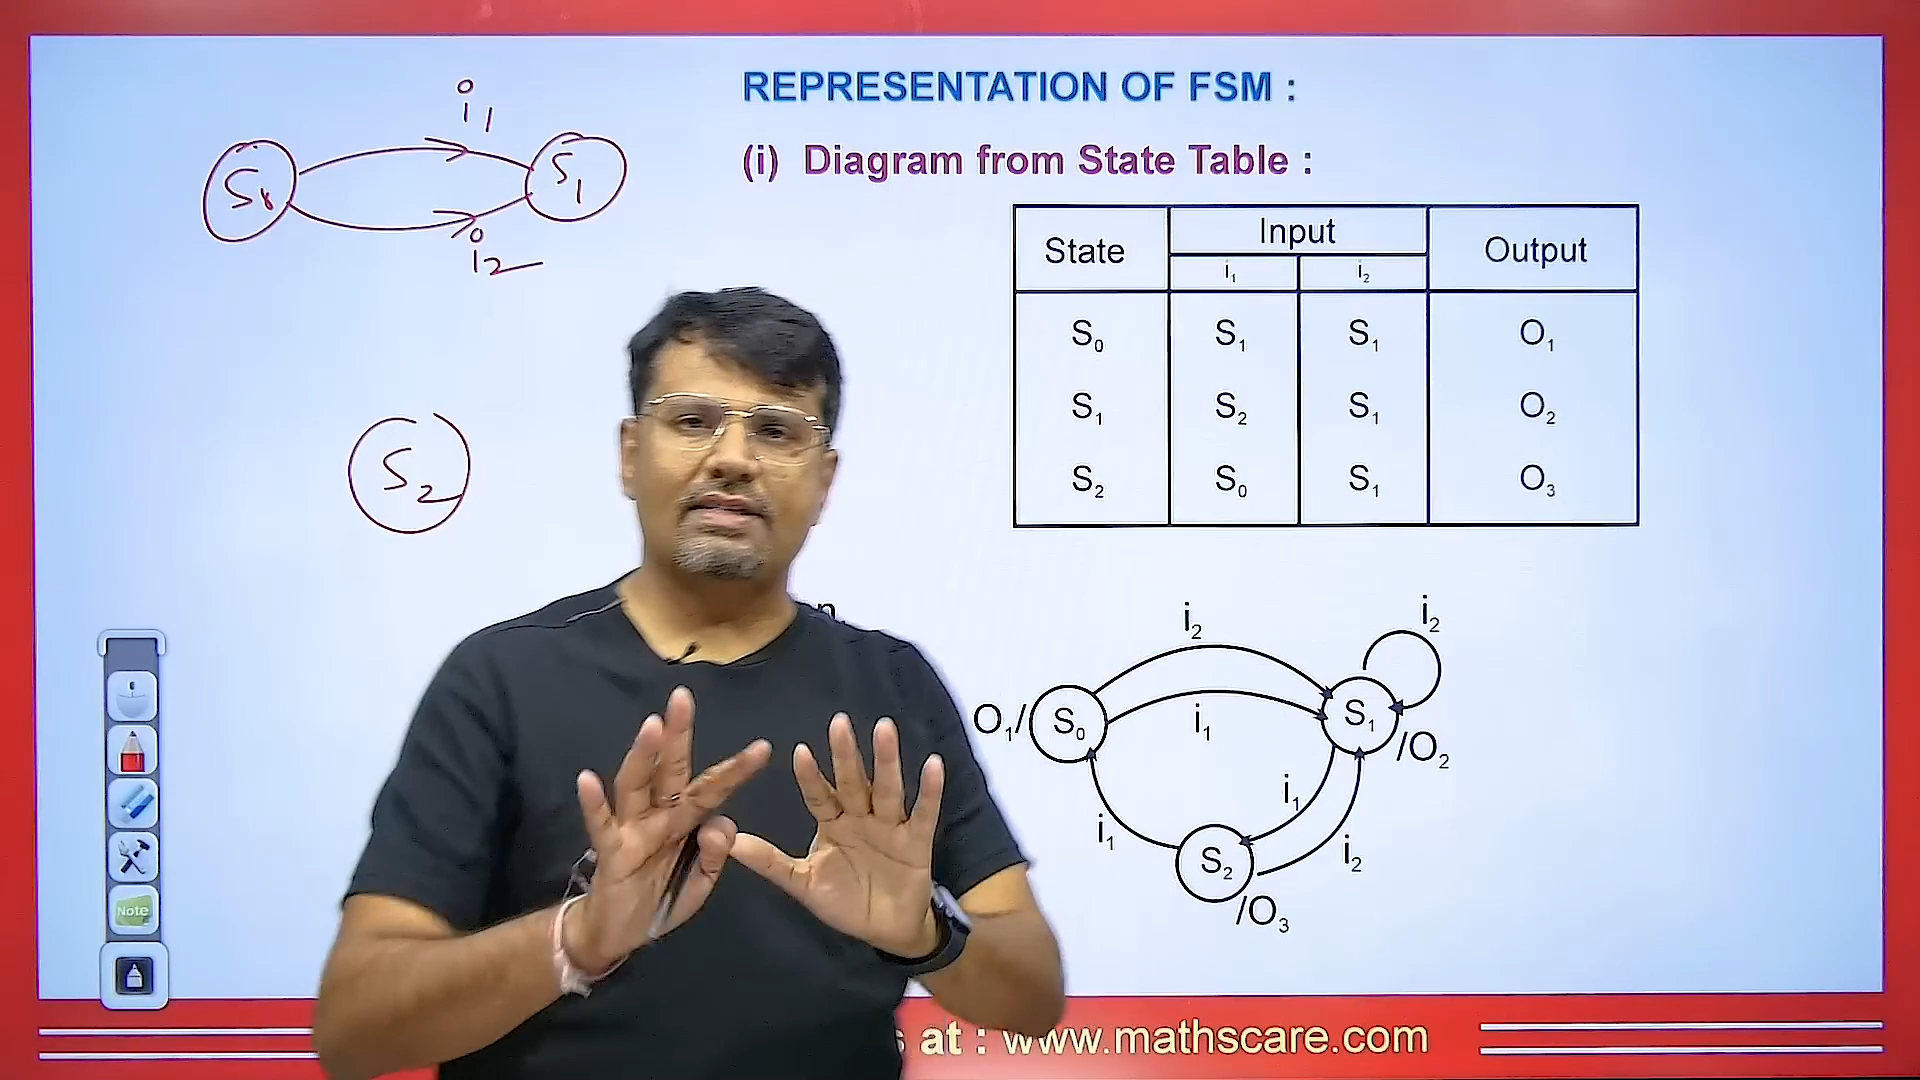 REPRESENTATION OF FSM :
(i) Diagram from State Table :
i₁
S₁
i₂
S₂
State Input Output
i₁ i₂
S₀ S₁ S₁ O₁
S₁ S₂ S₁ O₂
S₂ S₀ S₁ O₃
i₂ i₂
O₁/ S₀ i₁ S₁ /O₂
i₁ i₁ i₂
S₂
/O₃
Note
at : www.mathscare.com